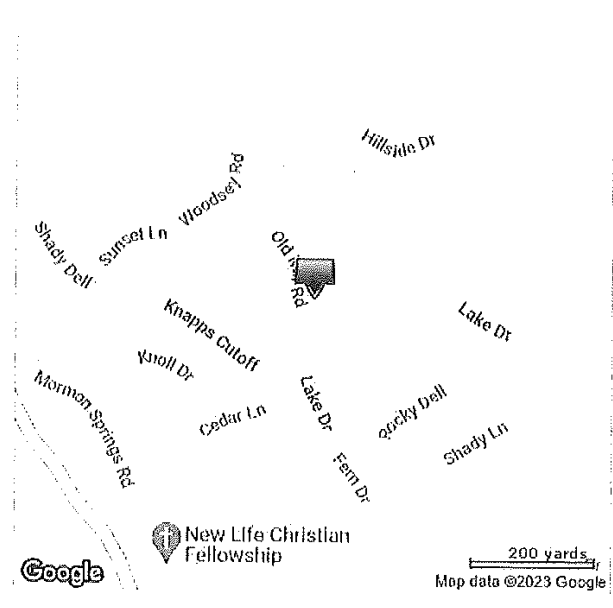 Hillside Dr
Woodsey Rd
Sunset Ln
Shady Dell
Old
Rd
Knapps Cutoff
Lake Dr
Knoll Dr
Mormon Springs Rd
Lake Dr
Cedar Ln
Rocky Dell
Shady Ln
Fern Dr
New Life Christian
Fellowship
200 yards
Google
Map data ©2023 Google